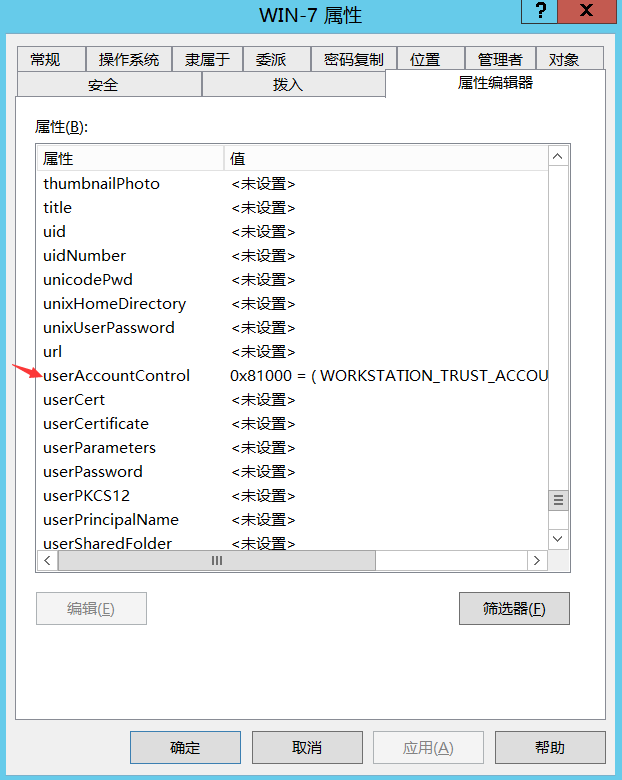 WIN-7 属性
?
X
常规 操作系统 隶属于 委派 密码复制 位置 管理者 对象
安全 拨入 属性编辑器
属性(B):
属性 值
thumbnailPhoto <未设置>
title <未设置>
uid <未设置>
uidNumber <未设置>
unicodePwd <未设置>
unixHomeDirectory <未设置>
unixUserPassword <未设置>
url <未设置>
userAccountControl 0x81000 = ( WORKSTATION_TRUST_ACCOU
userCert <未设置>
userCertificate <未设置>
userParameters <未设置>
userPassword <未设置>
userPKCS12 <未设置>
userPrincipalName <未设置>
userSharedFolder <未设置>
编辑(E) 筛选器(F)
确定 取消 应用(A) 帮助